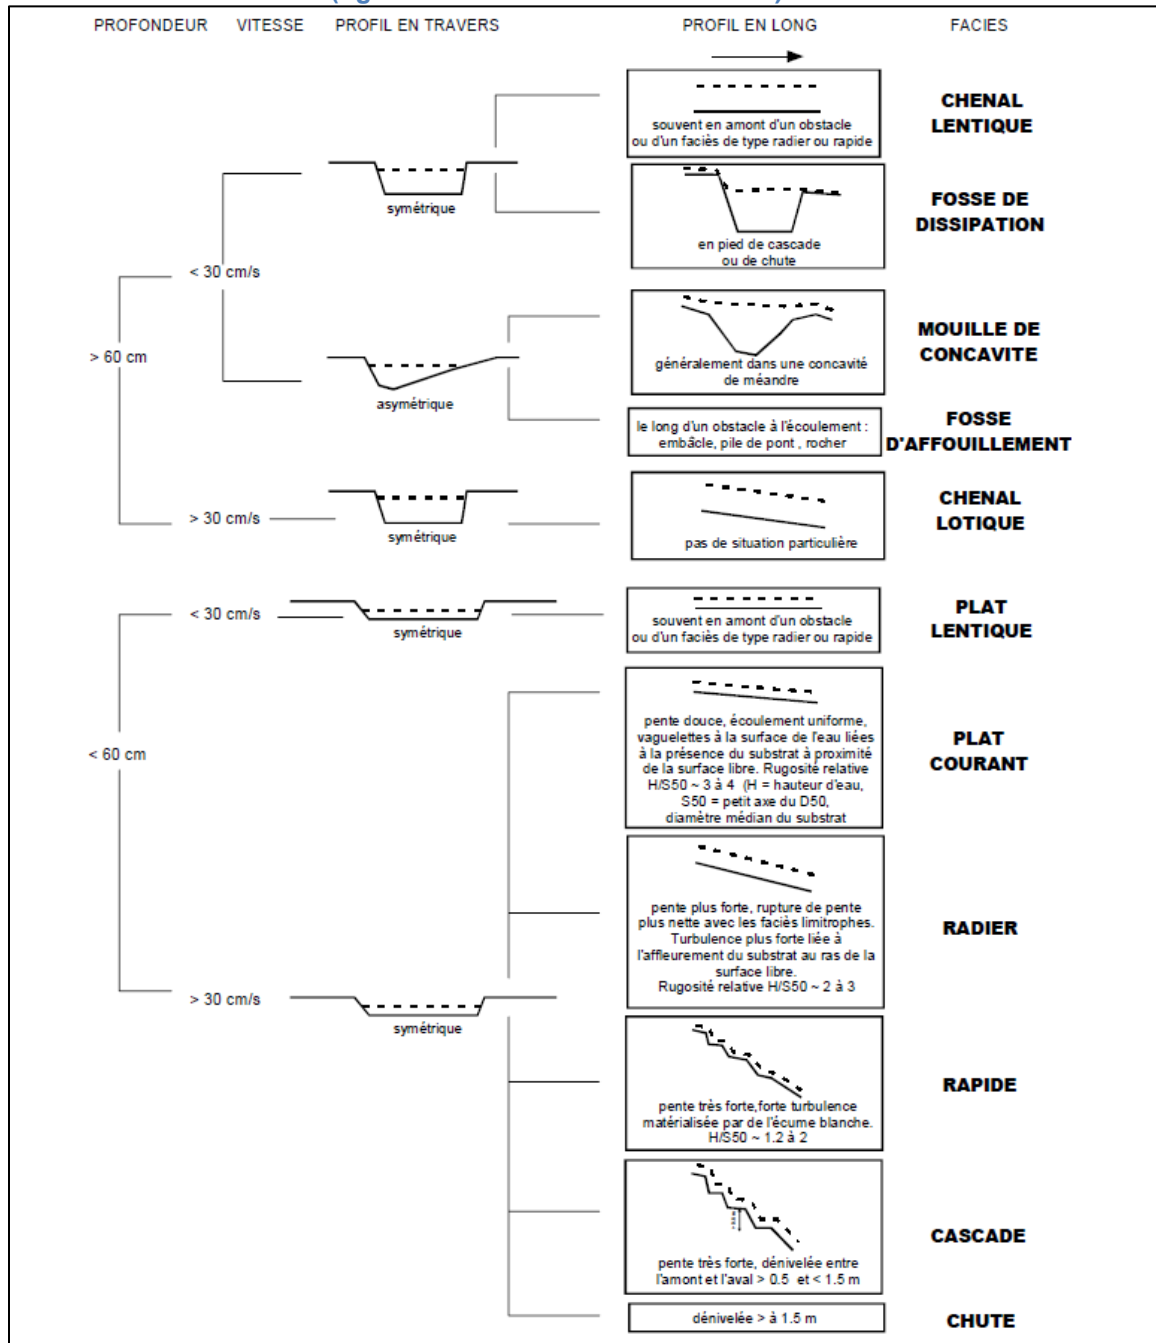 PROFONDEUR VITESSE PROFIL EN TRAVERS PROFIL EN LONG FACIES
souvent en amont d'un obstacle
ou d'un faciès de type radier ou rapide
CHENAL
LENTIQUE
symétrique
en pied de cascade
ou de chute
FOSSE DE
DISSIPATION
< 30 cm/s
> 60 cm
généralement dans une concavité
de méandre
MOUILLE DE
CONCAVITE
asymétrique
le long d'un obstacle à l'écoulement :
embâcle, pile de pont , rocher
FOSSE
D'AFFOUILLEMENT
> 30 cm/s
symétrique
pas de situation particulière
CHENAL
LOTIQUE
< 30 cm/s
symétrique
souvent en amont d'un obstacle
ou d'un faciès de type radier ou rapide
PLAT
LENTIQUE
< 60 cm
pente douce, écoulement uniforme,
vaguelettes à la surface de l'eau liées
à la présence du substrat à proximité
de la surface libre. Rugosité relative
H/S50 ~ 3 à 4 (H = hauteur d'eau,
S50 = petit axe du D50,
diamètre médian du substrat
PLAT
COURANT
pente plus forte, rupture de pente
plus nette avec les faciès limitrophes.
Turbulence plus forte liée à
l'affleurement du substrat au ras de la
surface libre.
Rugosité relative H/S50 ~ 2 à 3
RADIER
> 30 cm/s
symétrique
pente très forte,forte turbulence
matérialisée par de l'écume blanche.
H/S50 ~ 1.2 à 2
RAPIDE
pente très forte, dénivelée entre
l'amont et l'aval > 0.5 et < 1.5 m
CASCADE
dénivelée > à 1.5 m
CHUTE